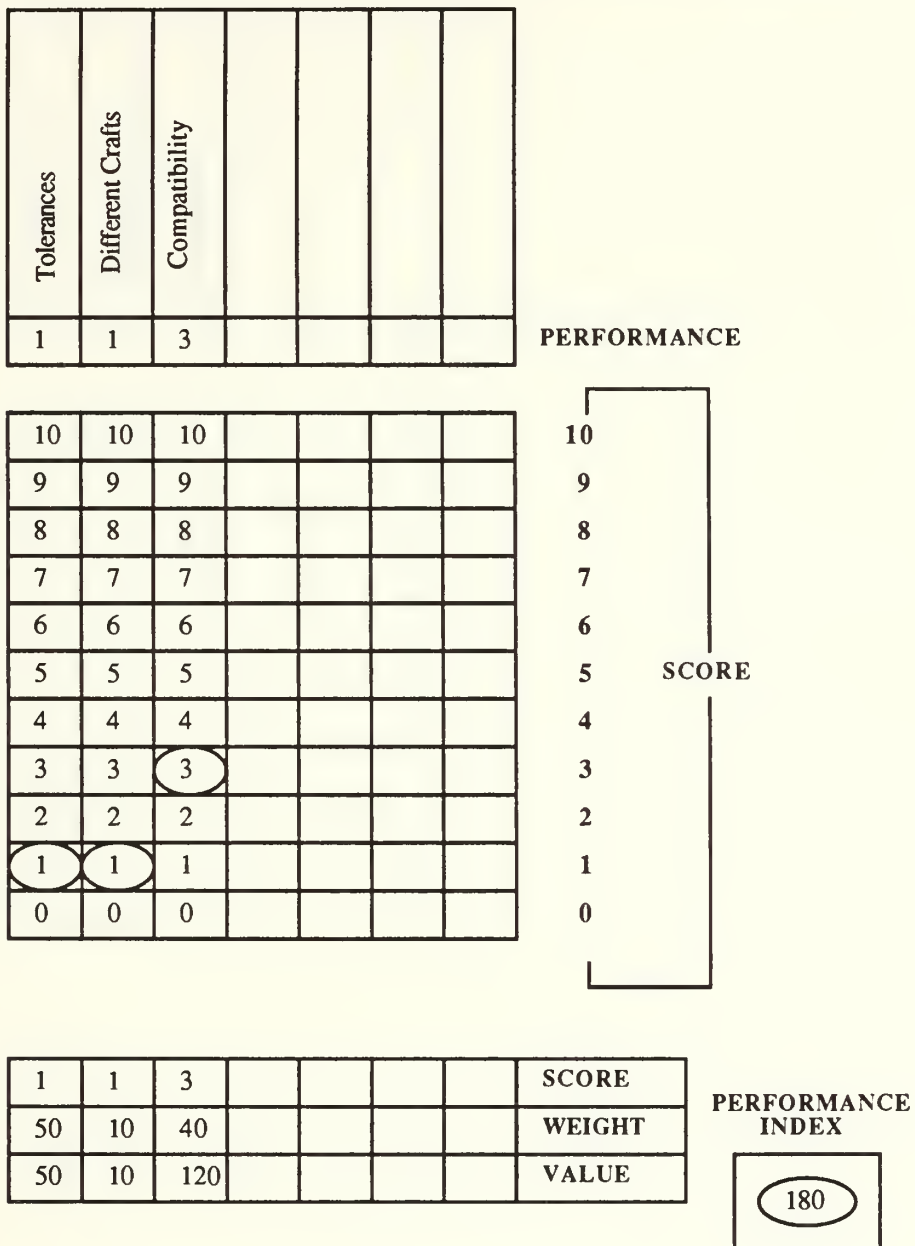 Tolerances
Different Crafts
Compatibility
1 1 3 PERFORMANCE
10 10 10 10
9 9 9 9
8 8 8 8
7 7 7 7
6 6 6 6
5 5 5 5 SCORE
4 4 4 4
3 3 3 3
2 2 2 2
1 1 1 1
0 0 0 0
1 1 3 SCORE
50 10 40 WEIGHT
50 10 120 VALUE
PERFORMANCE
INDEX
180